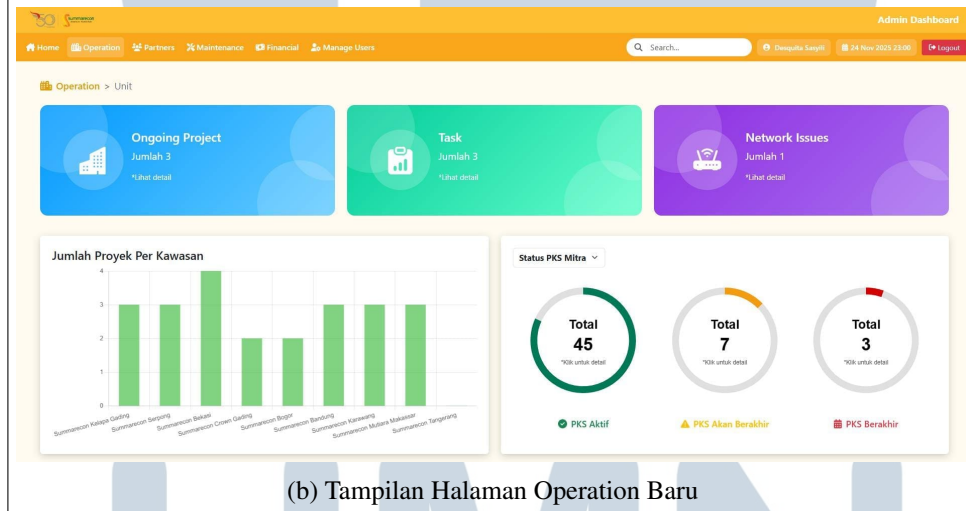 50 Summarecon
Admin Dashboard
Home Operation Partners Maintenance Financial Manage Users Search... 24 Nov 2025 23:00 Logout
Operation > Unit
Ongoing Project
Jumlah 3
*Lihat detail
Task
Jumlah 3
*Lihat detail
Network Issues
Jumlah 1
*Lihat detail
Jumlah Proyek Per Kawasan
4
3
2
1
0
Summarecon Kelapa Gading
Summarecon Serpong
Summarecon Bekasi
Summarecon Crown Gading
Summarecon Bogor
Summarecon Bandung
Summarecon Karawang
Summarecon Mutiara Makassar
Summarecon Tangerang
Status PKS Mitra
Total
45
*Klik untuk detail
PKS Aktif
Total
7
*Klik untuk detail
PKS Akan Berakhir
Total
3
*Klik untuk detail
PKS Berakhir
(b) Tampilan Halaman Operation Baru